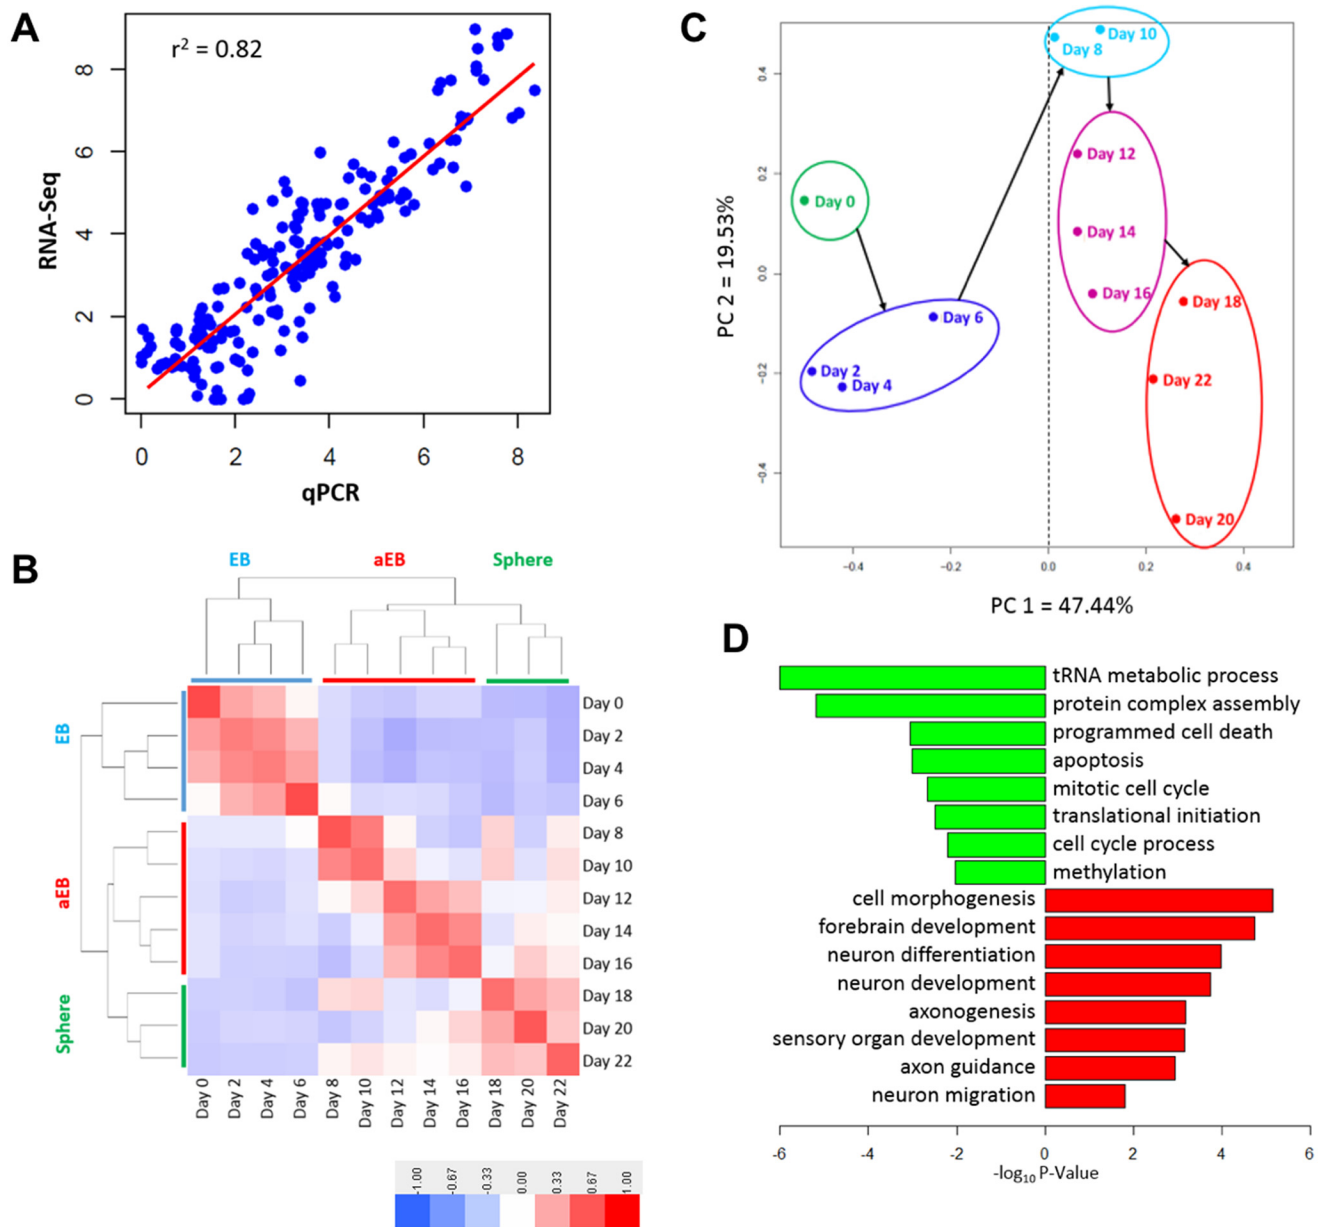 A
r² = 0.82
RNA-Seq
8
6
4
2
0
0 2 4 6 8
qPCR
B
EB aEB Sphere
EB
aEB
Sphere
Day 0
Day 2
Day 4
Day 6
Day 8
Day 10
Day 12
Day 14
Day 16
Day 18
Day 20
Day 22
Day 0 Day 2 Day 4 Day 6 Day 8 Day 10 Day 12 Day 14 Day 16 Day 18 Day 20 Day 22
-1.00 -0.67 -0.33 0.00 0.33 0.67 1.00
C
PC 2 = 19.53%
0.4
0.2
0.0
-0.2
-0.4
Day 10
Day 8
Day 12
Day 0
Day 14
Day 16
Day 18
Day 6
Day 2
Day 22
Day 4
Day 20
-0.4 -0.2 0.0 0.2 0.4
PC 1 = 47.44%
D
tRNA metabolic process
protein complex assembly
programmed cell death
apoptosis
mitotic cell cycle
translational initiation
cell cycle process
methylation
cell morphogenesis
forebrain development
neuron differentiation
neuron development
axonogenesis
sensory organ development
axon guidance
neuron migration
-6 -4 -2 0 2 4 6
-log₁₀ P-Value